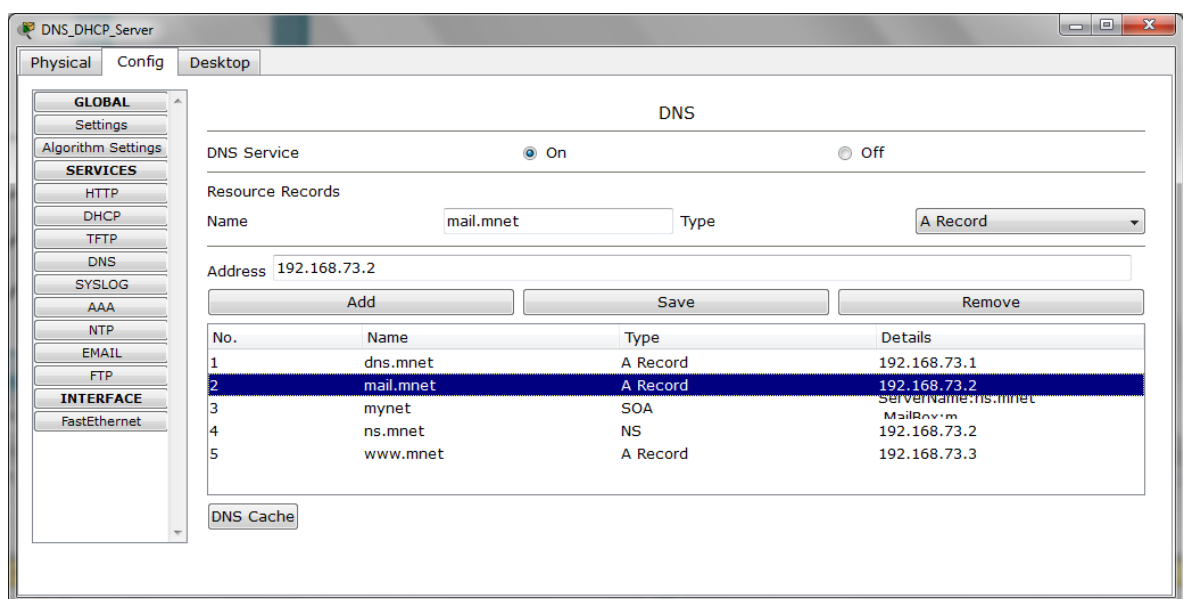 DNS_DHCP_Server
Physical Config Desktop
GLOBAL
Settings
Algorithm Settings
SERVICES
HTTP
DHCP
TFTP
DNS
SYSLOG
AAA
NTP
EMAIL
FTP
INTERFACE
FastEthernet
DNS
DNS Service On Off
Resource Records
Name mail.mnet Type A Record
Address 192.168.73.2
Add Save Remove
No. Name Type Details
1 dns.mnet A Record 192.168.73.1
2 mail.mnet A Record 192.168.73.2
3 mynet SOA ServerName:ns.mnet
MailBox:m
4 ns.mnet NS 192.168.73.2
5 www.mnet A Record 192.168.73.3
DNS Cache